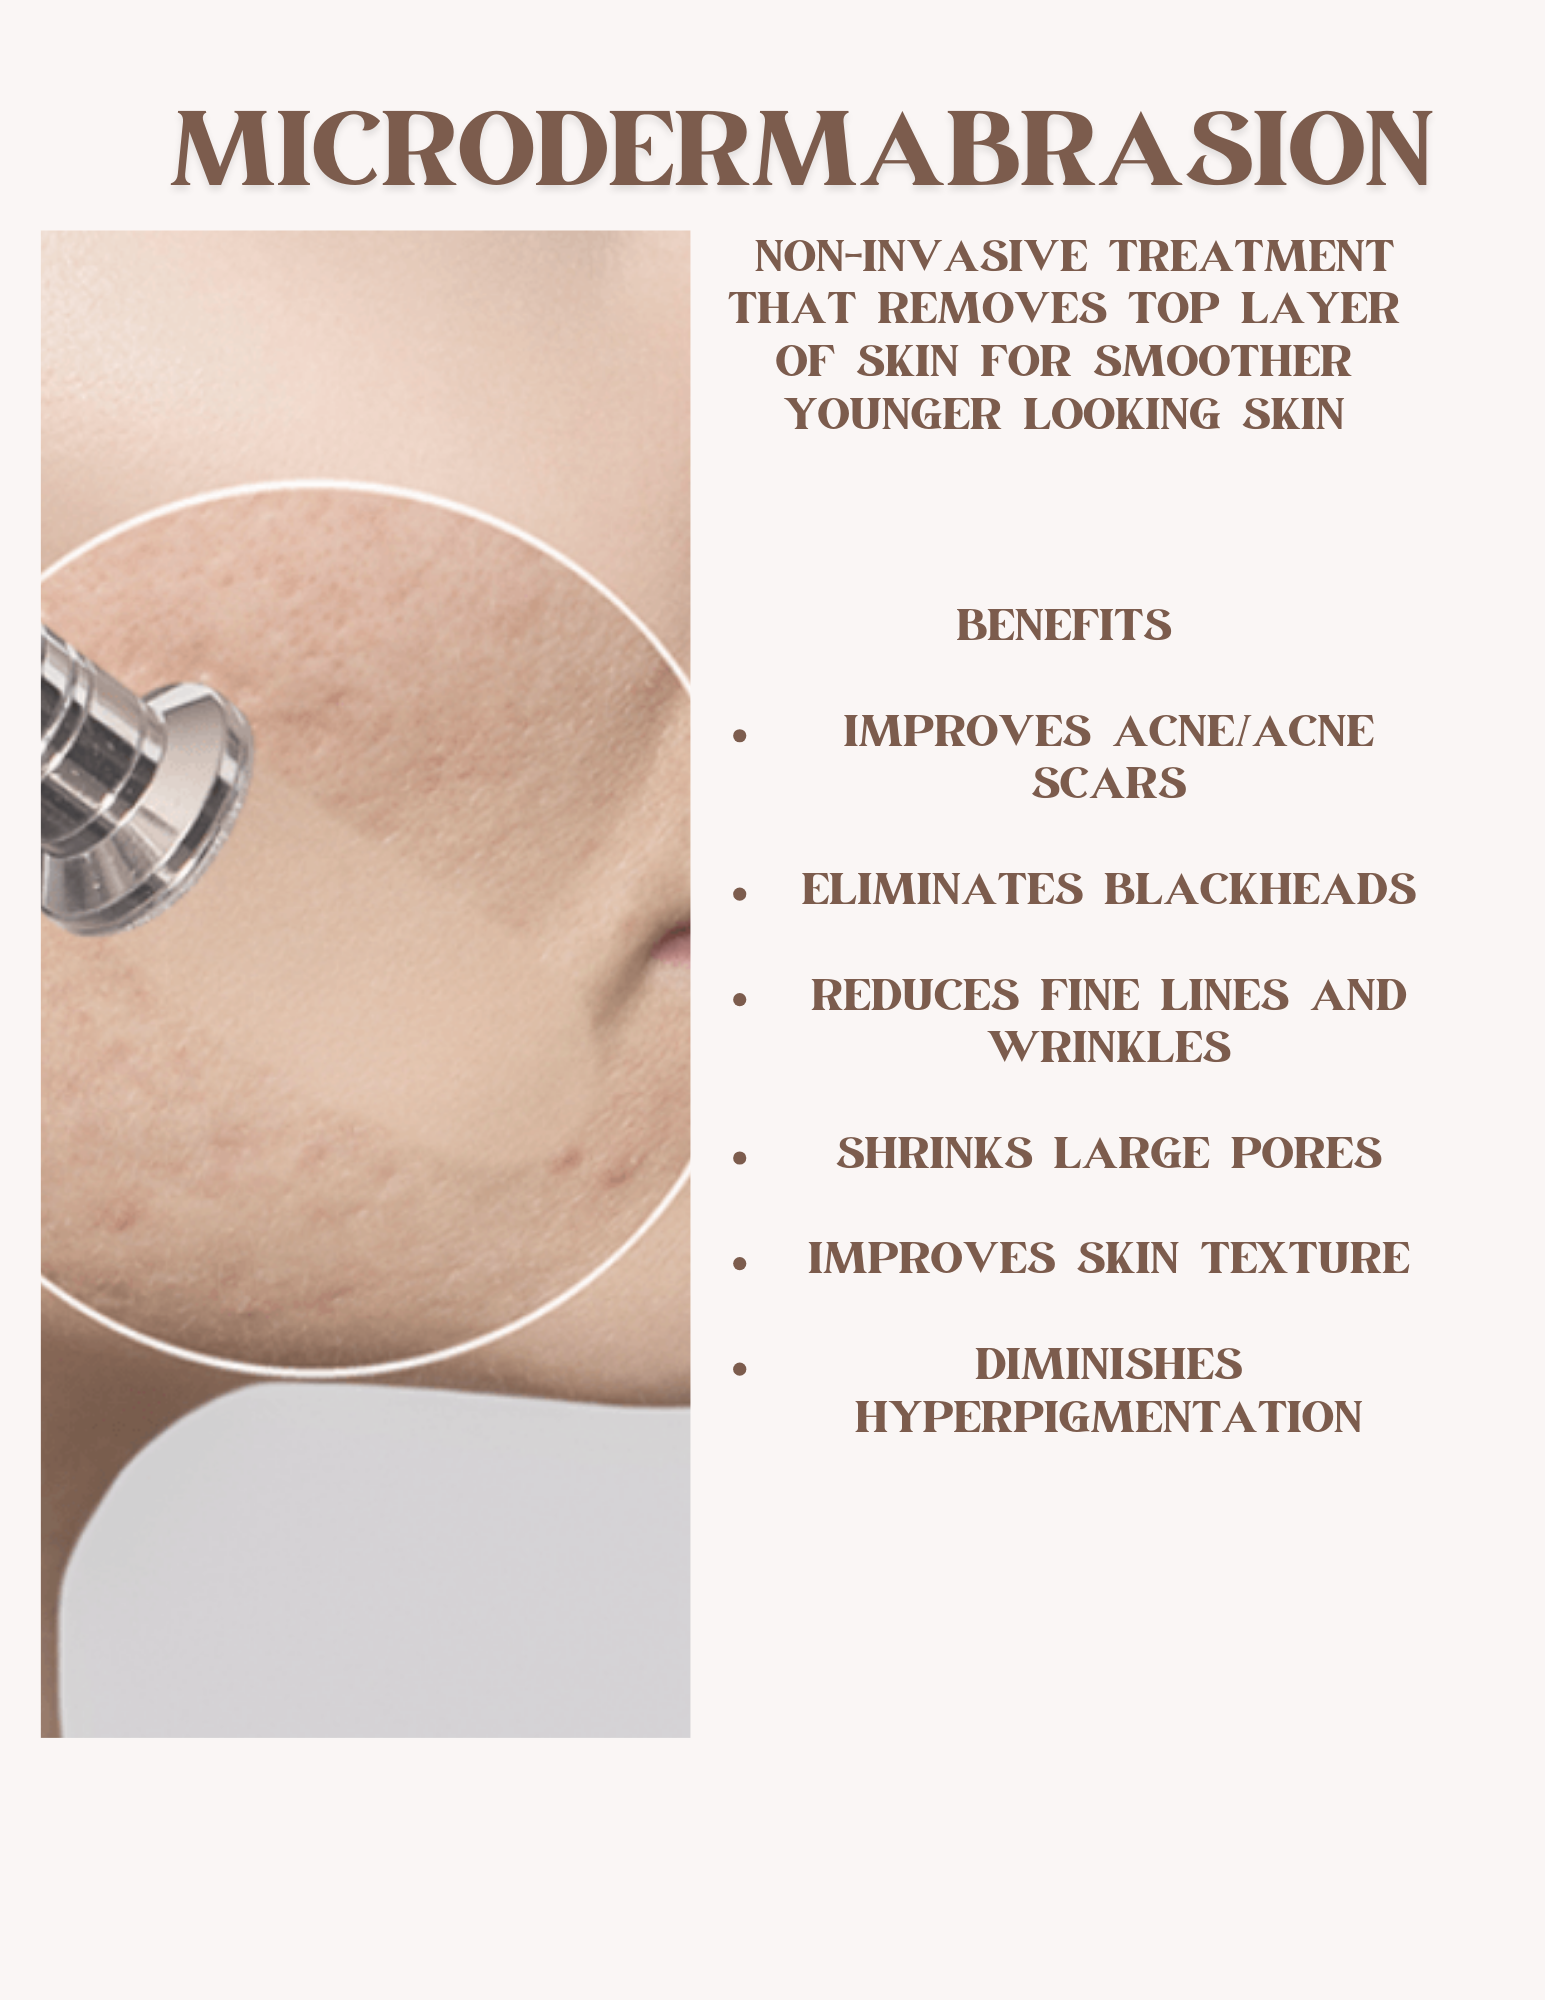 MICRODERMABRASION
NON-INVASIVE TREATMENT
THAT REMOVES TOP LAYER
OF SKIN FOR SMOOTHER
YOUNGER LOOKING SKIN
BENEFITS
• IMPROVES ACNE/ACNE
SCARS
• ELIMINATES BLACKHEADS
• REDUCES FINE LINES AND
WRINKLES
• SHRINKS LARGE PORES
• IMPROVES SKIN TEXTURE
• DIMINISHES
HYPERPIGMENTATION